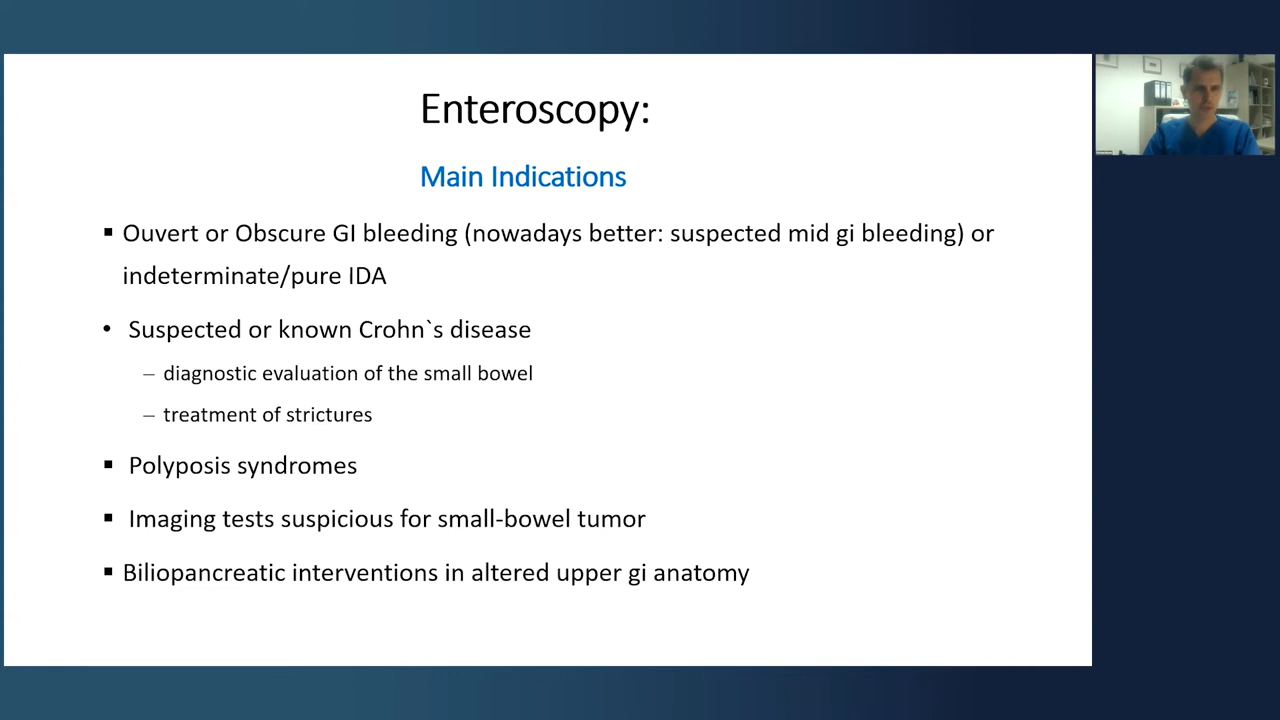 Enteroscopy:
Main Indications
▪ Ouvert or Obscure GI bleeding (nowadays better: suspected mid gi bleeding) or
indeterminate/pure IDA
• Suspected or known Crohn`s disease
– diagnostic evaluation of the small bowel
– treatment of strictures
▪ Polyposis syndromes
▪ Imaging tests suspicious for small-bowel tumor
▪ Biliopancreatic interventions in altered upper gi anatomy